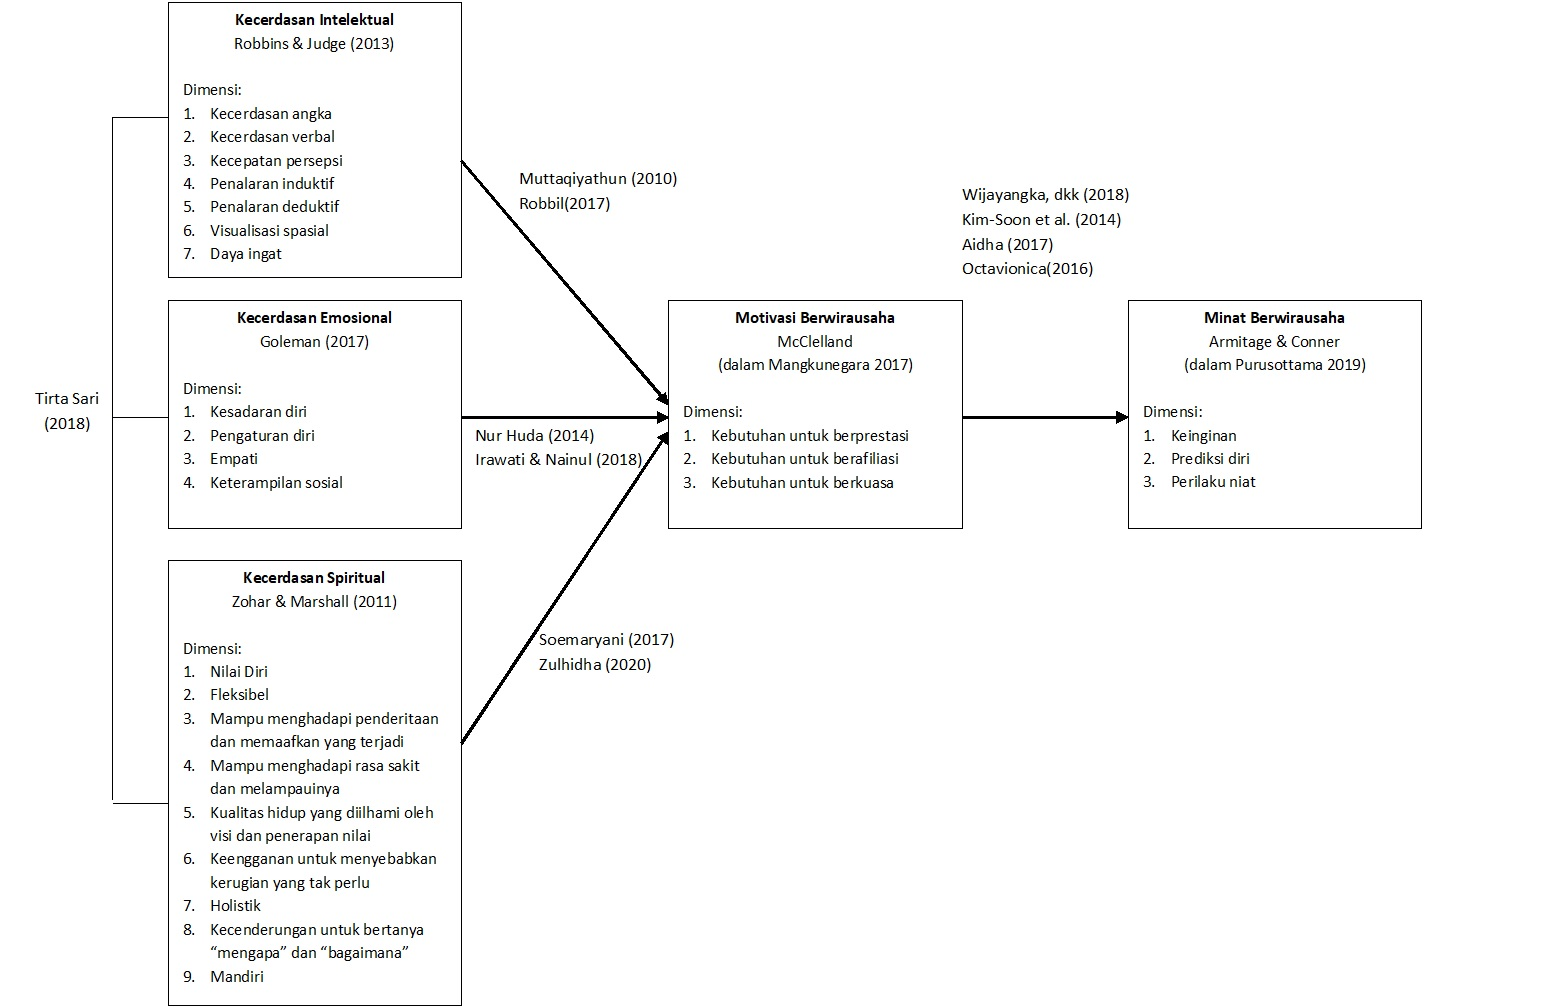 Kecerdasan Intelektual
Robbins & Judge (2013)
Dimensi:
1. Kecerdasan angka
2. Kecerdasan verbal
3. Kecepatan persepsi
4. Penalaran induktif
5. Penalaran deduktif
6. Visualisasi spasial
7. Daya ingat
Muttaqiyathun (2010)
Robbil(2017)
Wijayangka, dkk (2018)
Kim-Soon et al. (2014)
Aidha (2017)
Octavionica(2016)
Tirta Sari
(2018)
Kecerdasan Emosional
Goleman (2017)
Dimensi:
1. Kesadaran diri
2. Pengaturan diri
3. Empati
4. Keterampilan sosial
Nur Huda (2014)
Irawati & Nainul (2018)
Motivasi Berwirausaha
McClelland
(dalam Mangkunegara 2017)
Dimensi:
1. Kebutuhan untuk berprestasi
2. Kebutuhan untuk berafiliasi
3. Kebutuhan untuk berkuasa
Minat Berwirausaha
Armitage & Conner
(dalam Purusottama 2019)
Dimensi:
1. Keinginan
2. Prediksi diri
3. Perilaku niat
Kecerdasan Spiritual
Zohar & Marshall (2011)
Dimensi:
1. Nilai Diri
2. Fleksibel
3. Mampu menghadapi penderitaan
dan memaafkan yang terjadi
4. Mampu menghadapi rasa sakit
dan melampauinya
5. Kualitas hidup yang diilhami oleh
visi dan penerapan nilai
6. Keengganan untuk menyebabkan
kerugian yang tak perlu
7. Holistik
8. Kecenderungan untuk bertanya
“mengapa” dan “bagaimana”
9. Mandiri
Soemaryani (2017)
Zulhidha (2020)